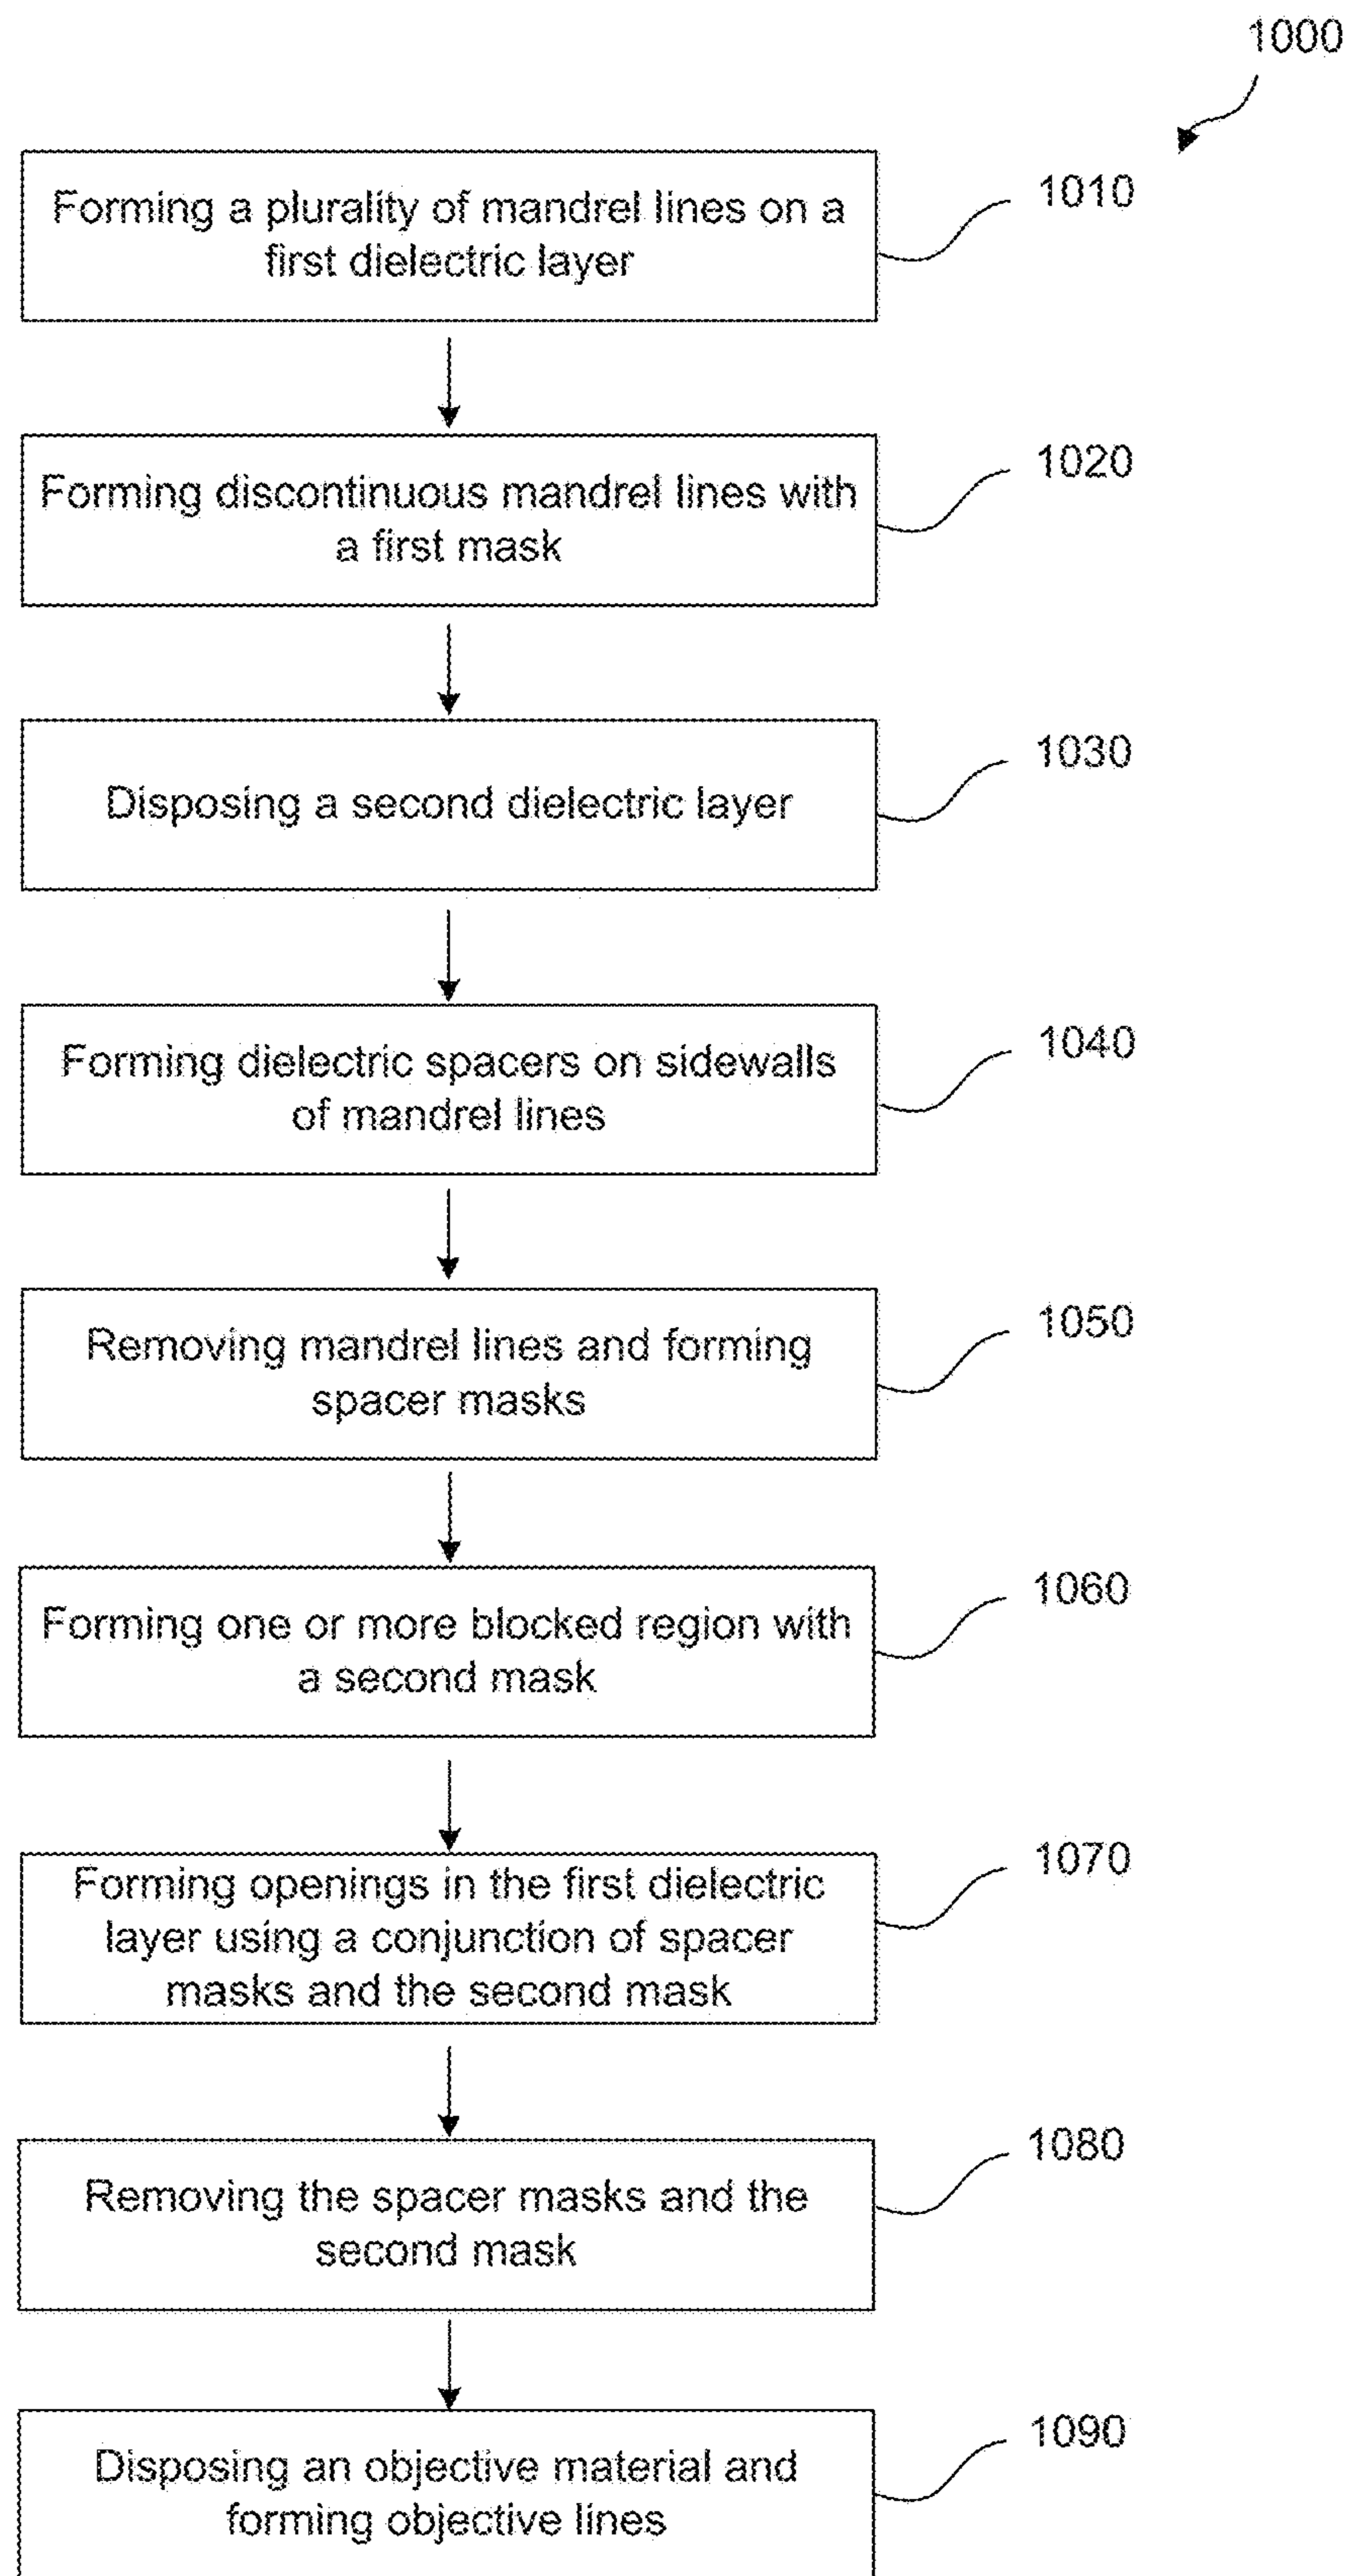 1000
Forming a plurality of mandrel lines on a
first dielectric layer
1010
Forming discontinuous mandrel lines with
a first mask
1020
Disposing a second dielectric layer
1030
Forming dielectric spacers on sidewalls
of mandrel lines
1040
Removing mandrel lines and forming
spacer masks
1050
Forming one or more blocked region with
a second mask
1060
Forming openings in the first dielectric
layer using a conjunction of spacer
masks and the second mask
1070
Removing the spacer masks and the
second mask
1080
Disposing an objective material and
forming objective lines
1090